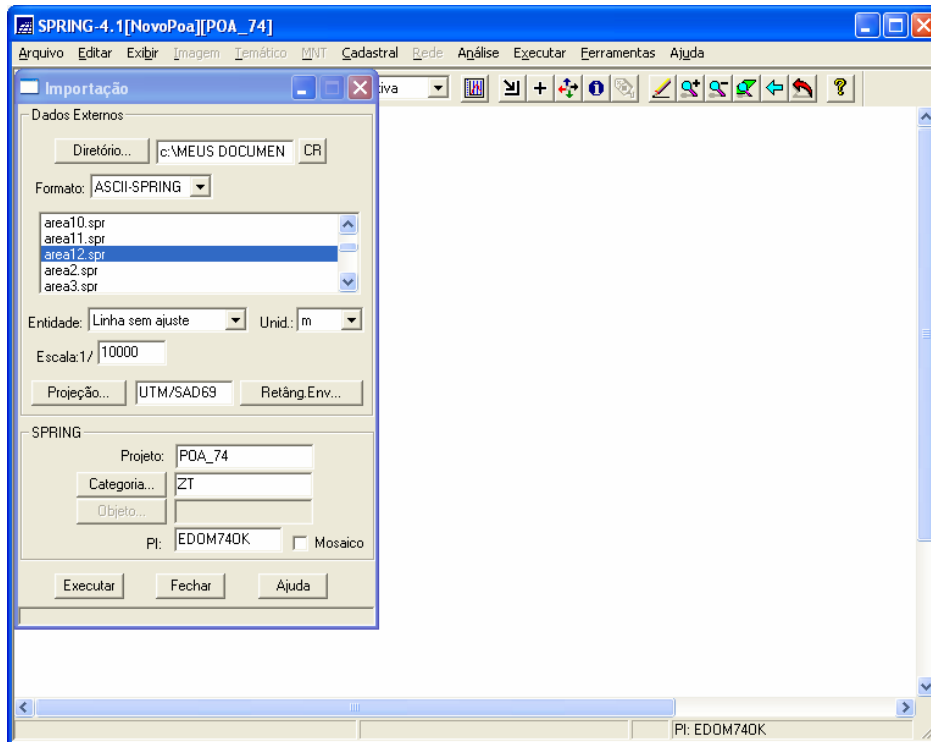 SPRING-4.1[NovoPoa][POA_74]
Arquivo Editar Exibir Imagem Temático MNT Cadastral Rede Análise Executar Ferramentas Ajuda
Importação
tiva
Dados Externos
Diretório... c:\MEUS DOCUMEN CR
Formato: ASCII-SPRING
area10.spr
area11.spr
area12.spr
area2.spr
area3.spr
Entidade: Linha sem ajuste Unid.: m
Escala:1/ 10000
Projeção... UTM/SAD69 Retâng.Env...
SPRING
Projeto: POA_74
Categoria... ZT
Objeto...
PI: EDOM74OK Mosaico
Executar Fechar Ajuda
PI: EDOM74OK